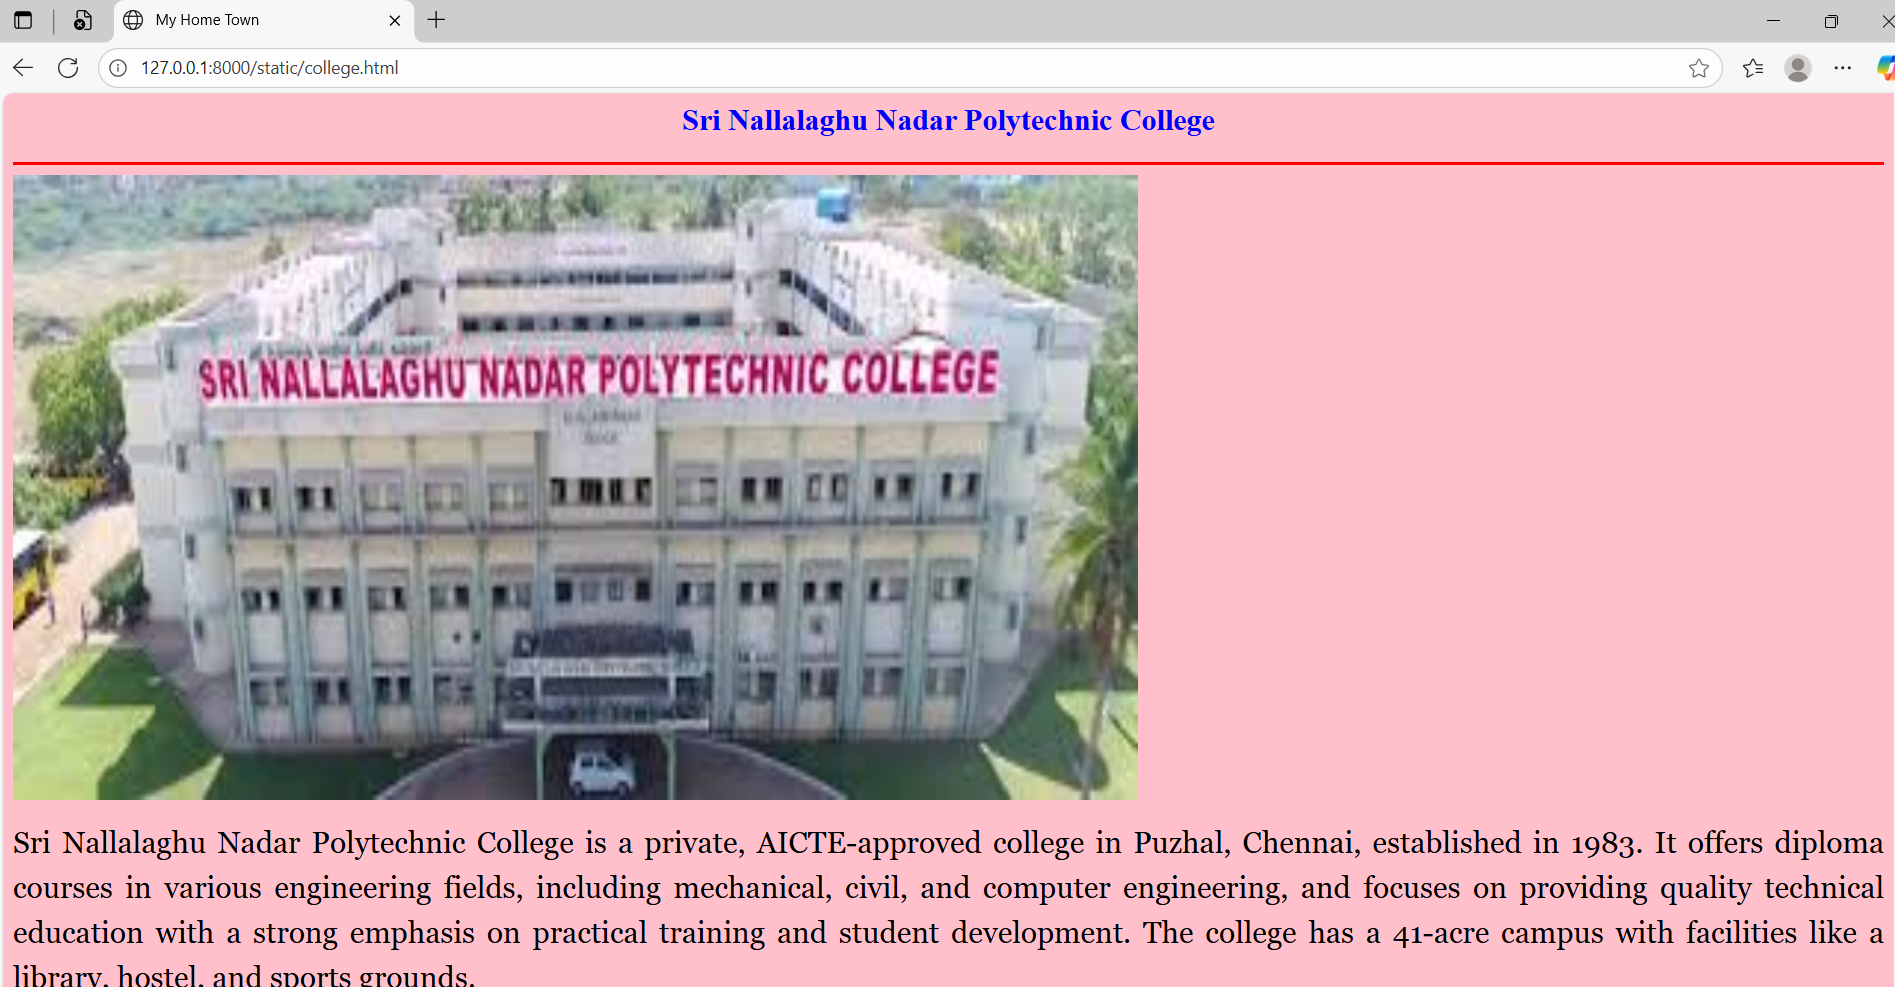 My Home Town
127.0.0.1:8000/static/college.html
Sri Nallalaghu Nadar Polytechnic College
SRI NALLALAGHU NADAR POLYTECHNIC COLLEGE
Sri Nallalaghu Nadar Polytechnic College is a private, AICTE-approved college in Puzhal, Chennai, established in 1983. It offers diploma
courses in various engineering fields, including mechanical, civil, and computer engineering, and focuses on providing quality technical
education with a strong emphasis on practical training and student development. The college has a 41-acre campus with facilities like a
library, hostel, and sports grounds.